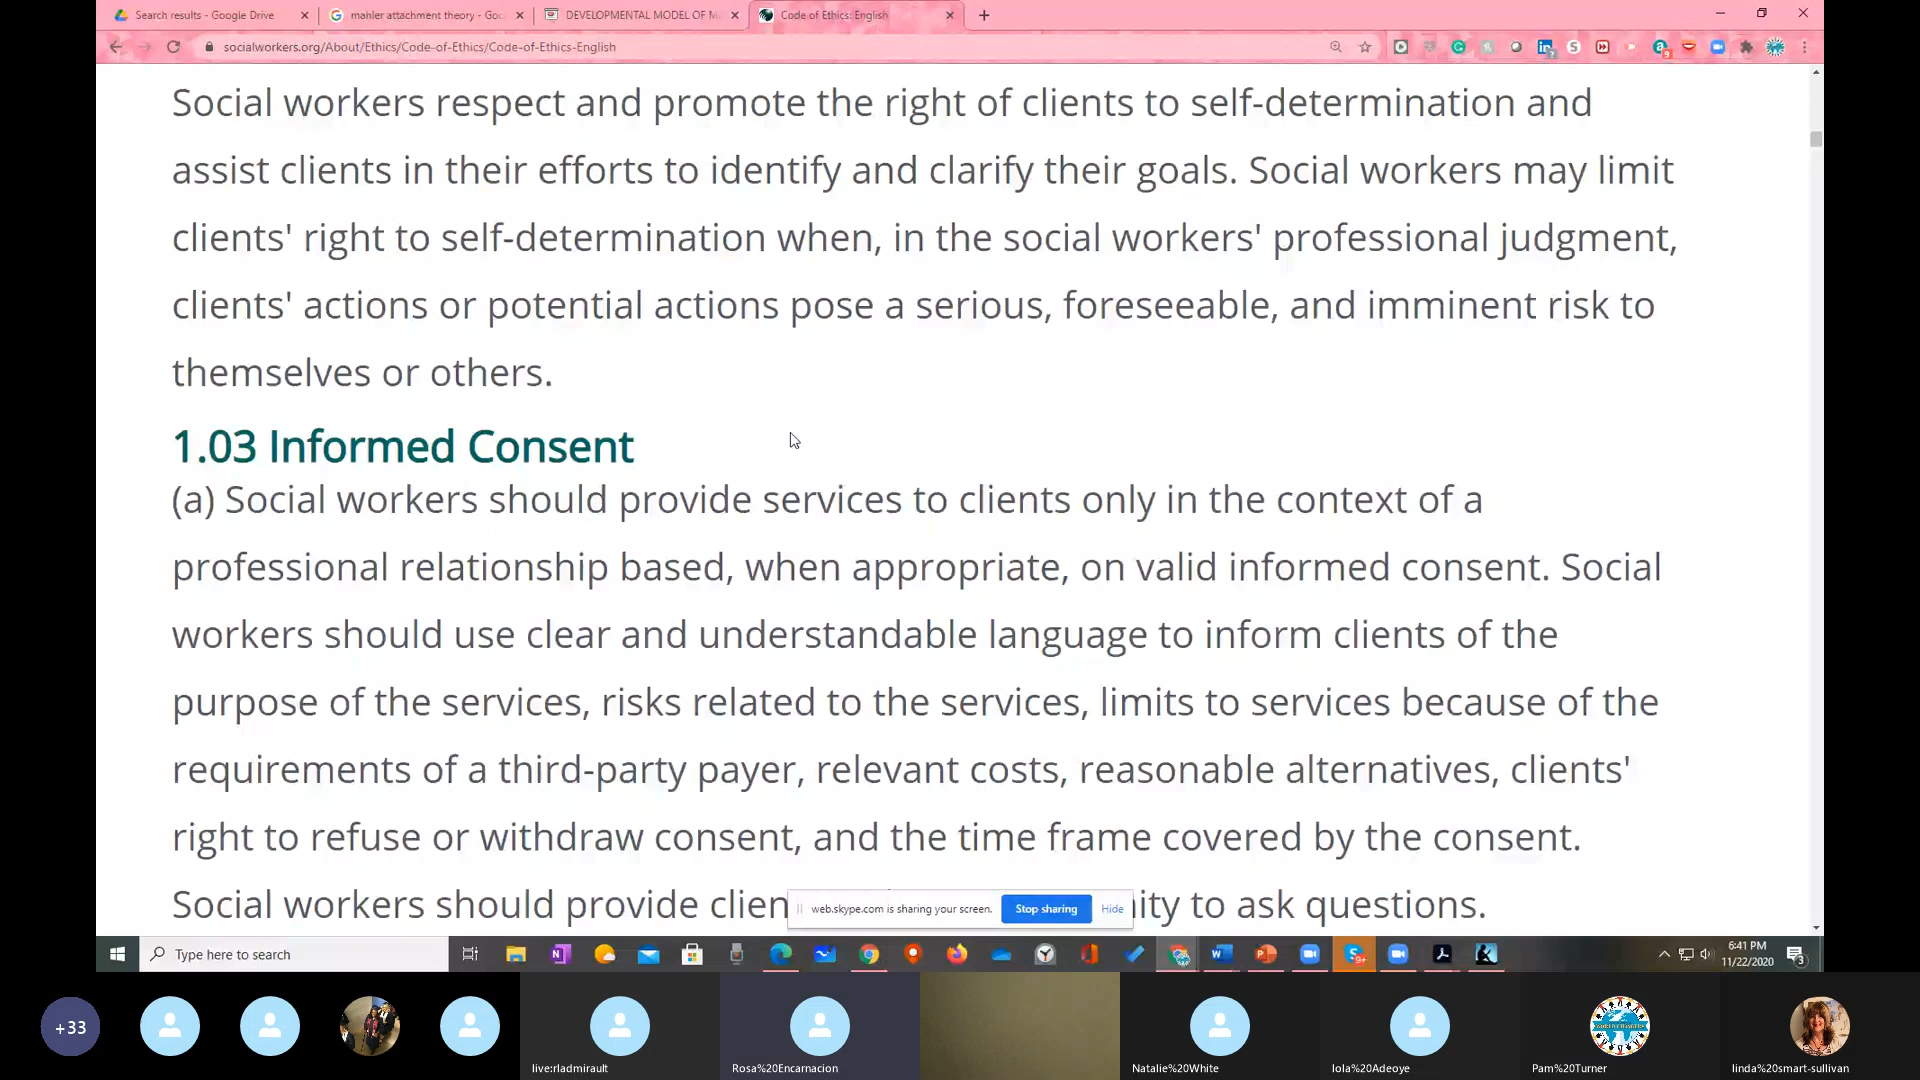 Search results - Google Drive
mahler attachment theory - Goo
DEVELOPMENTAL MODEL OF M
Code of Ethics: English
socialworkers.org/About/Ethics/Code-of-Ethics/Code-of-Ethics-English
Social workers respect and promote the right of clients to self-determination and
assist clients in their efforts to identify and clarify their goals. Social workers may limit
clients' right to self-determination when, in the social workers' professional judgment,
clients' actions or potential actions pose a serious, foreseeable, and imminent risk to
themselves or others.
1.03 Informed Consent
(a) Social workers should provide services to clients only in the context of a
professional relationship based, when appropriate, on valid informed consent. Social
workers should use clear and understandable language to inform clients of the
purpose of the services, risks related to the services, limits to services because of the
requirements of a third-party payer, relevant costs, reasonable alternatives, clients'
right to refuse or withdraw consent, and the time frame covered by the consent.
Social workers should provide clien ity to ask questions.
web.skype.com is sharing your screen. Stop sharing Hide
Type here to search
6:41 PM
11/22/2020
+33
live:rladmirault
Rosa%20Encarnacion
Natalie%20White
lola%20Adeoye
Pam%20Turner
linda%20smart-sullivan